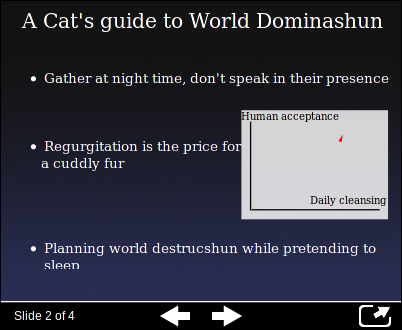 A Cat's guide to World Dominashun
• Gather at night time, don't speak in their presence
Human acceptance
• Regurgitation is the price for
a cuddly fur
Daily cleansing
• Planning world destrucshun while pretending to
sleep
Slide 2 of 4